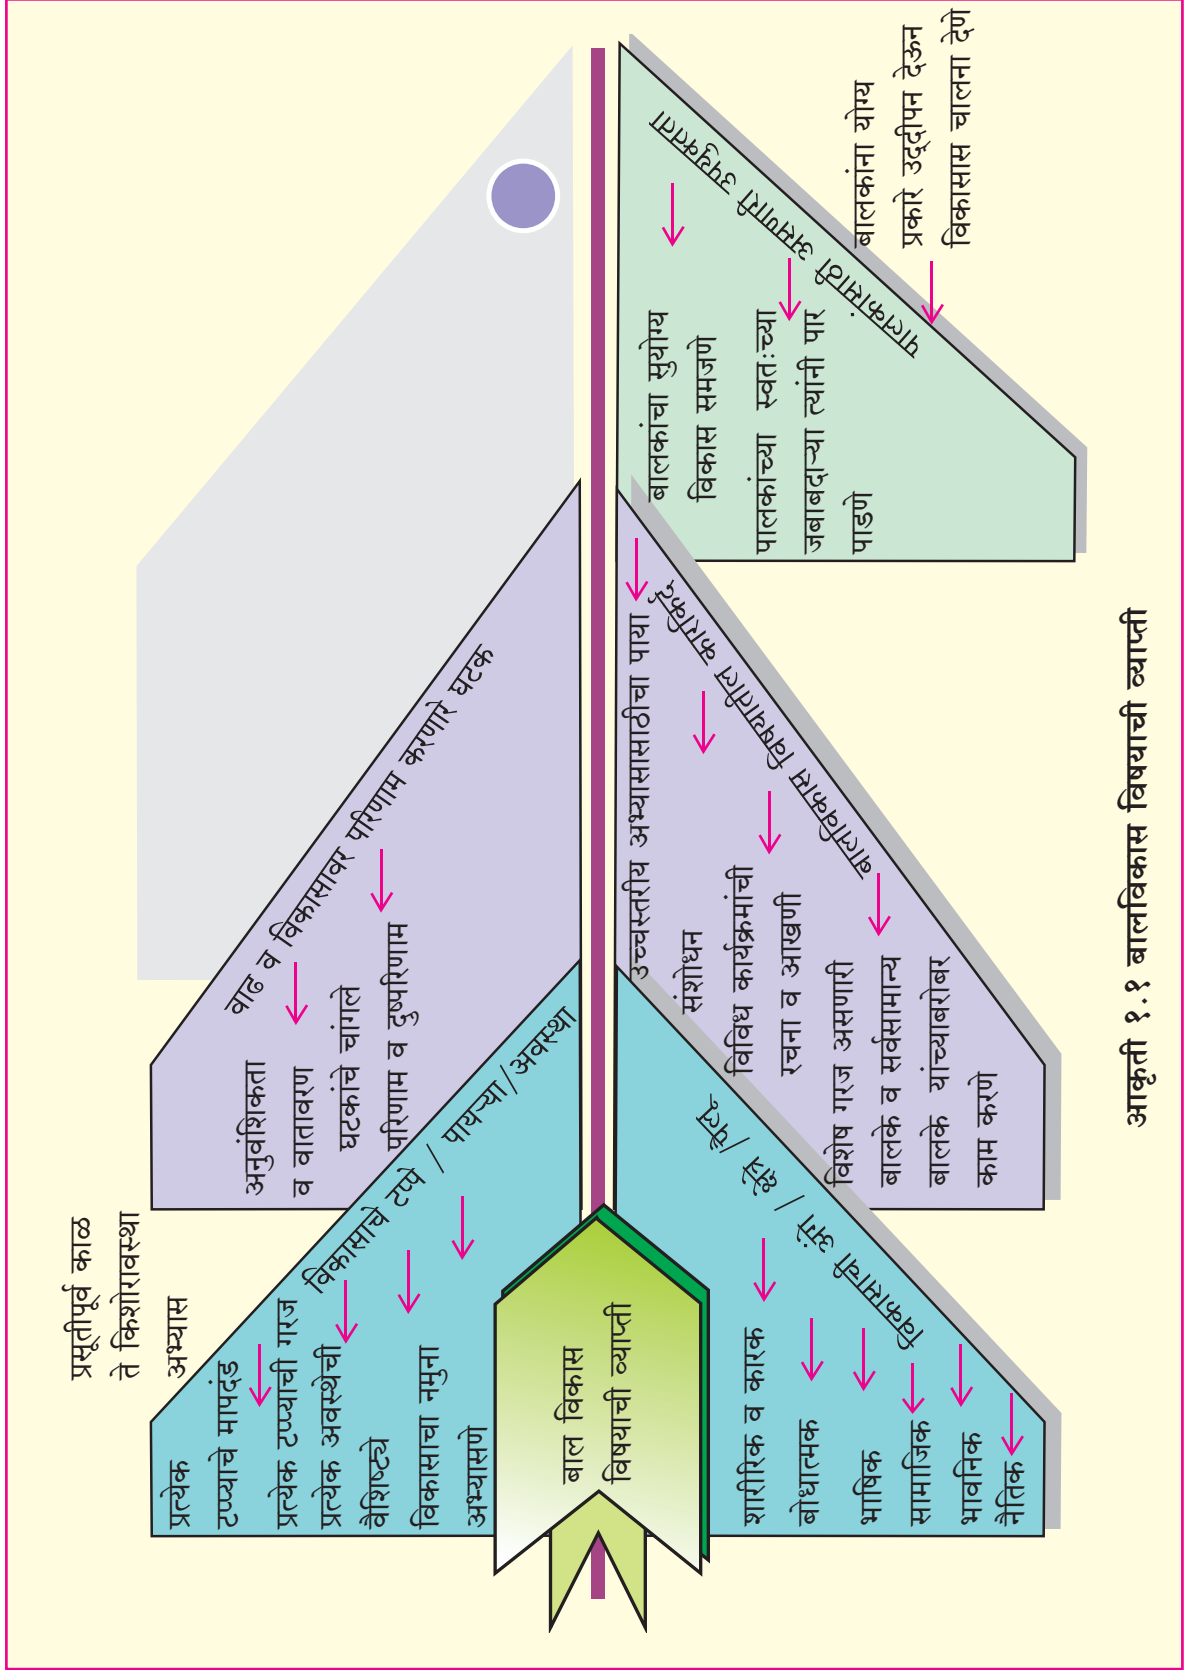 प्रसूतीपूर्व काळ
ते किशोरावस्था
अभ्यास
प्रत्येक
टप्प्याचे मापदंड
प्रत्येक टप्प्याची गरज
प्रत्येक अवस्थेची
वैशिष्ट्ये
विकासाचा नमुना
अभ्यासणे
विकासाचे टप्पे / पायऱ्या/अवस्था
अनुवंशिकता
व वातावरण
घटकांचे चांगले
परिणाम व दुष्परिणाम
वाढ व विकासावर परिणाम करणारे घटक
बाल विकास
विषयाची व्याप्ती
शारीरिक व कारक
बोधात्मक
भाषिक
सामाजिक
भावनिक
नैतिक
विकासाची अंगे / क्षेत्रे /पैलू
उच्चस्तरीय अभ्यासासाठीचा पाया
संशोधन
विविध कार्यक्रमांची
रचना व आखणी
विशेष गरज असणारी
बालके व सर्वसामान्य
बालके यांच्याबरोबर
काम करणे
बालविकास विषयातील कारकिर्द
बालकांचा सुयोग्य
विकास समजणे
पालकांच्या स्वतःच्या
जबाबदाऱ्या त्यांनी पार
पाडणे
पालकांसाठी असणारी उपयुक्तता
बालकांना योग्य
प्रकारे उद्दीपन देऊन
विकासास चालना देणे
आकृती १.१ बालविकास विषयाची व्याप्ती